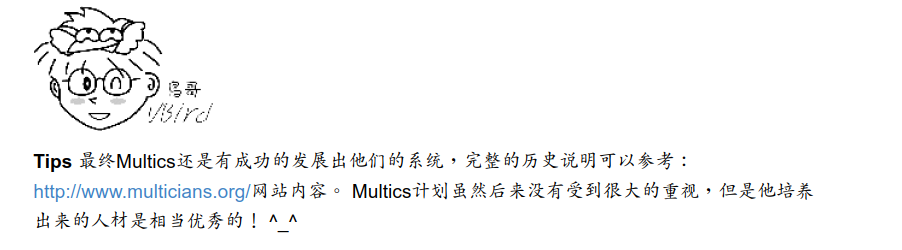 鸟哥
VBird
Tips 最终Multics还是有成功的发展出他们的系统，完整的历史说明可以参考：
http://www.multicians.org/网站内容。 Multics计划虽然后来没有受到很大的重视，但是他培养
出来的人材是相当优秀的！ ^_^